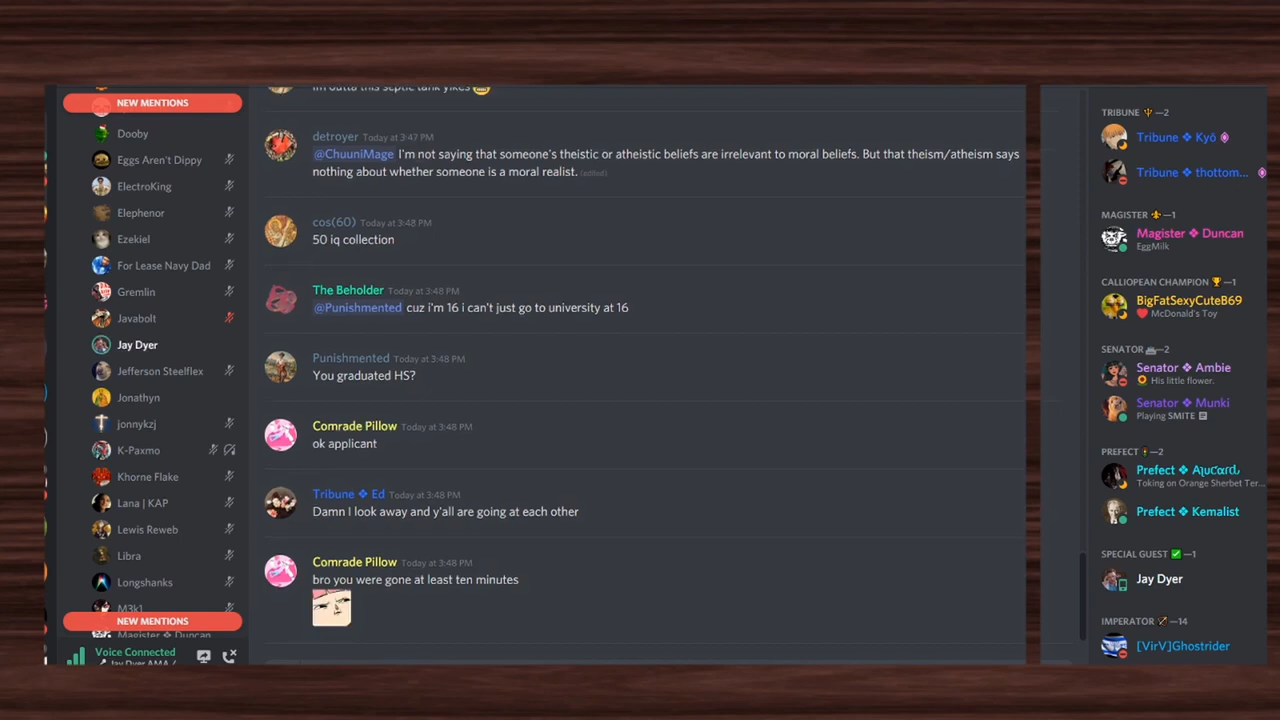 NEW MENTIONS
Dooby
Eggs Aren't Dippy
ElectroKing
Elephenor
Ezekiel
For Lease Navy Dad
Gremlin
Javabolt
Jay Dyer
Jefferson Steelflex
Jonathyn
jonnykzj
K-Paxmo
Khorne Flake
Lana | KAP
Lewis Reweb
Libra
Longshanks
M3k1
NEW MENTIONS
Magister ❖ Duncan
Voice Connected
Jay Dyer AMA /
im outta this septic tank yikes
detroyer Today at 3:47 PM
@ChuuniMage I'm not saying that someone's theistic or atheistic beliefs are irrelevant to moral beliefs. But that theism/atheism says
nothing about whether someone is a moral realist. (edited)
cos(60) Today at 3:48 PM
50 iq collection
The Beholder Today at 3:48 PM
@Punishmented cuz i'm 16 i can't just go to university at 16
Punishmented Today at 3:48 PM
You graduated HS?
Comrade Pillow Today at 3:48 PM
ok applicant
Tribune ❖ Ed Today at 3:48 PM
Damn I look away and y'all are going at each other
Comrade Pillow Today at 3:48 PM
bro you were gone at least ten minutes
TRIBUNE —2
Tribune ❖ Kyō
Tribune ❖ thottom...
MAGISTER —1
Magister ❖ Duncan
EggMilk
CALLIOPEAN CHAMPION —1
BigFatSexyCuteB69
McDonald's Toy
SENATOR —2
Senator ❖ Ambie
His little flower.
Senator ❖ Munki
Playing SMITE
PREFECT —2
Prefect ❖
Toking on Orange Sherbet Ter...
Prefect ❖ Kemalist
SPECIAL GUEST —1
Jay Dyer
IMPERATOR —14
[VirV]Ghostrider